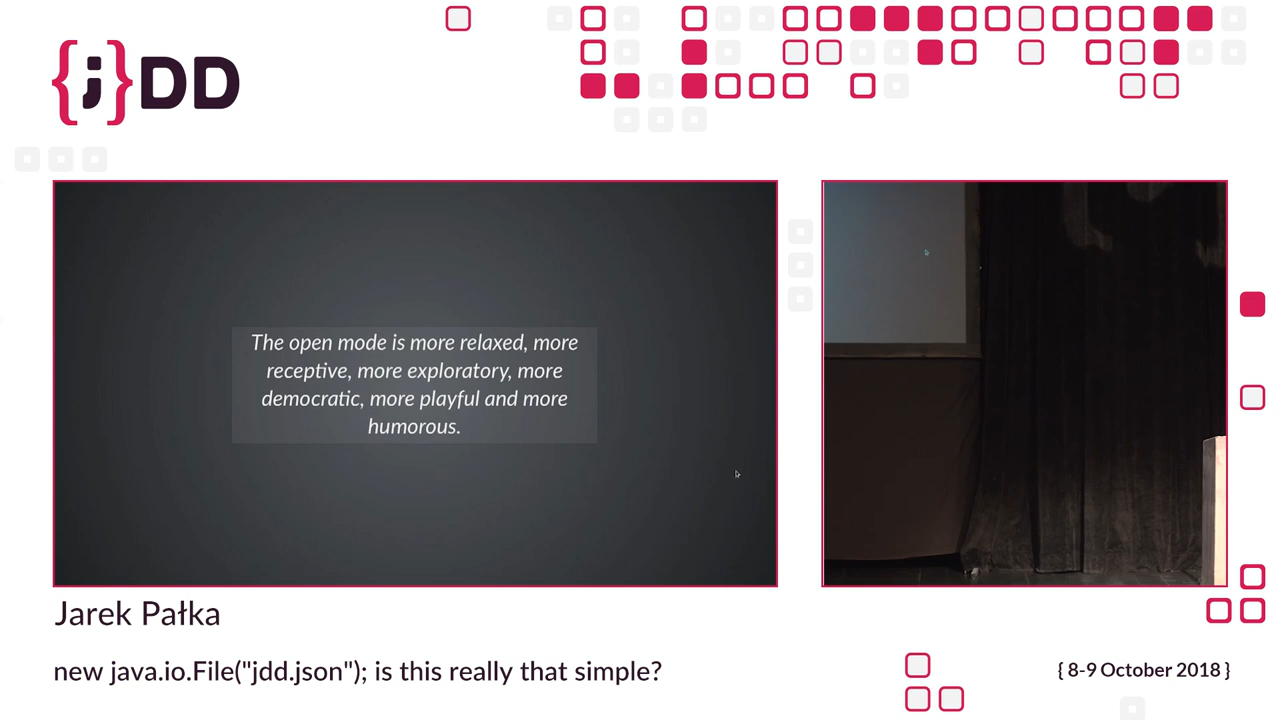 {j}DD
The open mode is more relaxed, more
receptive, more exploratory, more
democratic, more playful and more
humorous.
Jarek Pałka
new java.io.File("jdd.json"); is this really that simple?
{ 8-9 October 2018 }